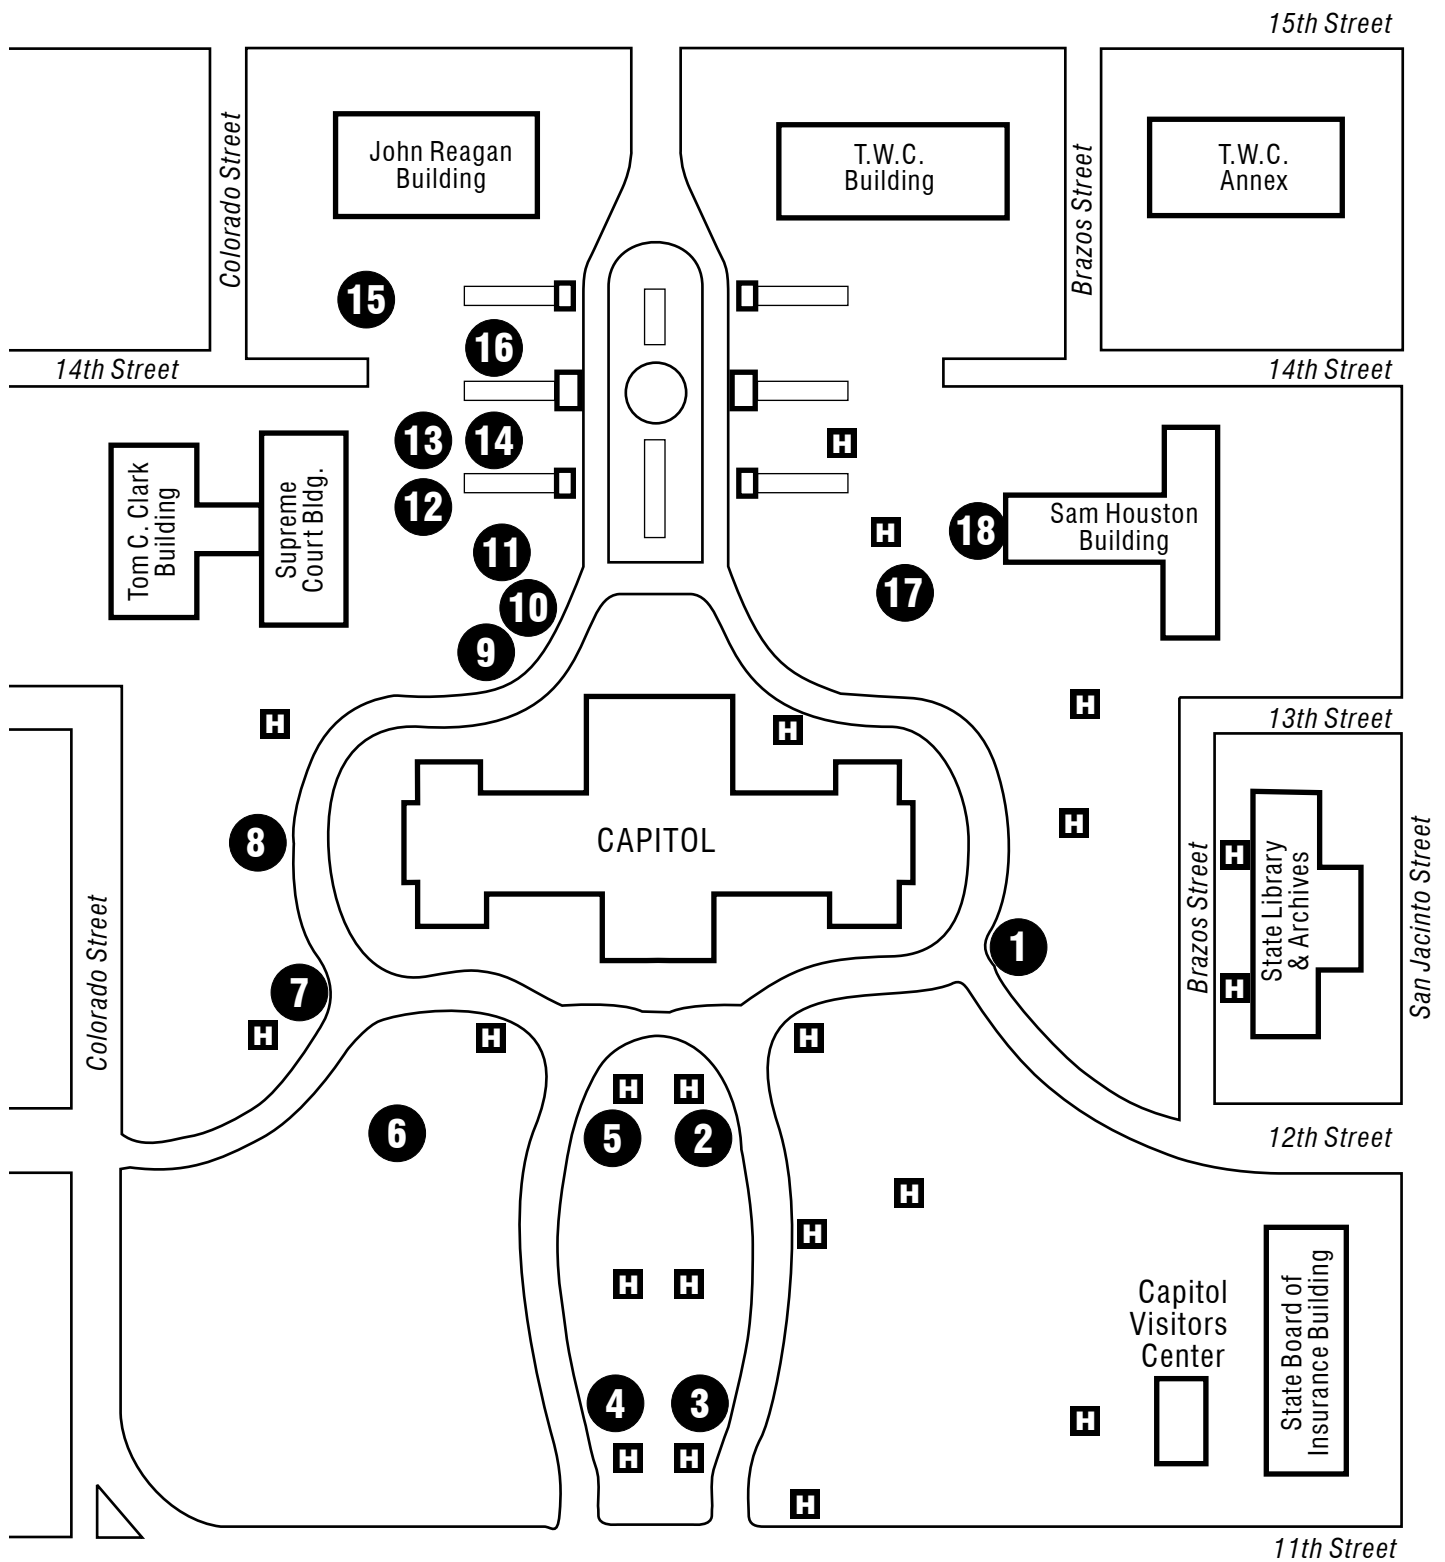 15th Street
Colorado Street
John Reagan
Building
T.W.C.
Building
Brazos Street
T.W.C.
Annex
15
16
14th Street
14th Street
13
14
H
Tom C. Clark
Building
Supreme
Court Bldg.
12
11
H
18
Sam Houston
Building
10
17
9
H
H
H
13th Street
8
CAPITOL
H
H
Brazos Street
State Library
& Archives
San Jacinto Street
Colorado Street
1
7
H
H
H
H
H
H
6
5
2
12th Street
H
H
H
H
Capitol
Visitors
Center
State Board of
Insurance Building
4
3
H
H
H
H
11th Street